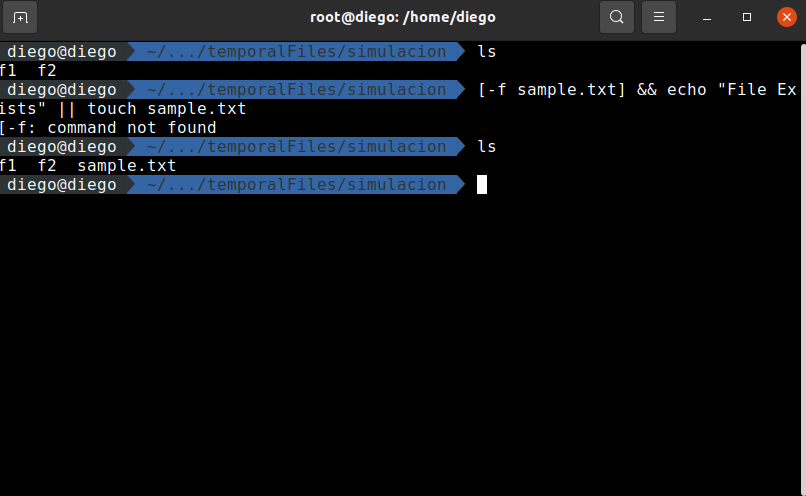 root@diego: /home/diego
diego@diego ~/.../temporalFiles/simulacion ls
f1 f2
diego@diego ~/.../temporalFiles/simulacion [-f sample.txt] && echo "File Ex
ists" || touch sample.txt
[-f: command not found
diego@diego ~/.../temporalFiles/simulacion ls
f1 f2 sample.txt
diego@diego ~/.../temporalFiles/simulacion